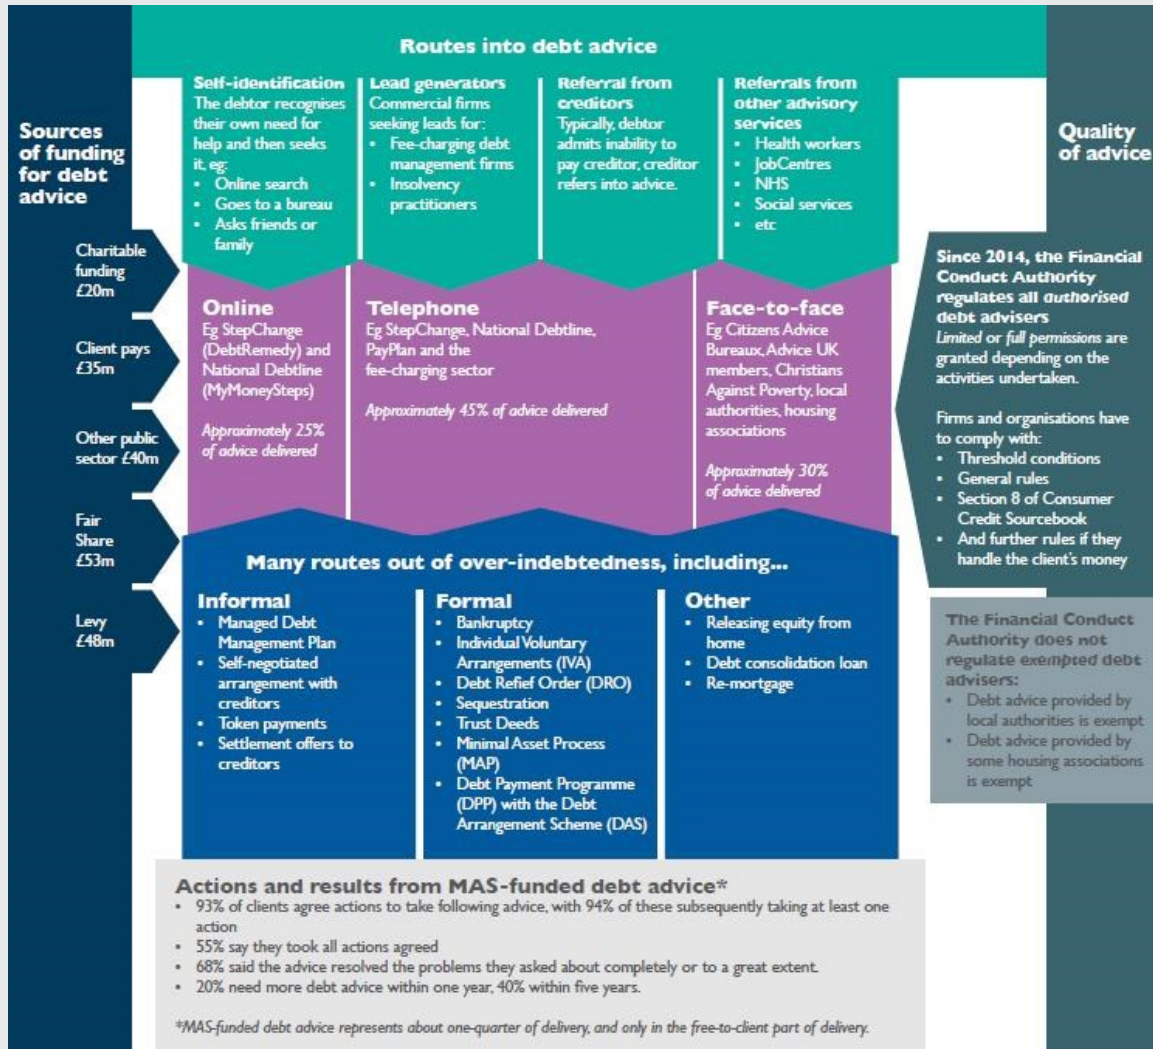 Routes into debt advice
Sources
of funding
for debt
advice
Charitable
funding
£20m
Client pays
£35m
Other public
sector £40m
Fair
Share
£53m
Levy
£48m
Self-identification
The debtor recognises
their own need for
help and then seeks
it, eg:
• Online search
• Goes to a bureau
• Asks friends or
family
Lead generators
Commercial firms
seeking leads for:
• Fee-charging debt
management firms
• Insolvency
practitioners
Referral from
creditors
Typically, debtor
admits inability to
pay creditor, creditor
refers into advice.
Referrals from
other advisory
services
• Health workers
• JobCentres
• NHS
• Social services
• etc
Online
Eg StepChange
(DebtRemedy) and
National Debtline
(MyMoneySteps)
Approximately 25%
of advice delivered
Telephone
Eg StepChange, National Debtline,
PayPlan and the
fee-charging sector
Approximately 45% of advice delivered
Face-to-face
Eg Citizens Advice
Bureaux, Advice UK
members, Christians
Against Poverty, local
authorities, housing
associations
Approximately 30%
of advice delivered
Many routes out of over-indebtedness, including...
Informal
• Managed Debt
Management Plan
• Self-negotiated
arrangement with
creditors
• Token payments
• Settlement offers to
creditors
Formal
• Bankruptcy
• Individual Voluntary
Arrangements (IVA)
• Debt Relief Order (DRO)
• Sequestration
• Trust Deeds
• Minimal Asset Process
(MAP)
• Debt Payment Programme
(DPP) with the Debt
Arrangement Scheme (DAS)
Other
• Releasing equity from
home
• Debt consolidation loan
• Re-mortgage
Quality
of advice
Since 2014, the Financial
Conduct Authority
regulates all authorised
debt advisers
Limited or full permissions are
granted depending on the
activities undertaken.
Firms and organisations have
to comply with:
• Threshold conditions
• General rules
• Section 8 of Consumer
Credit Sourcebook
• And further rules if they
handle the client's money
The Financial Conduct
Authority does not
regulate exempted debt
advisers:
• Debt advice provided by
local authorities is exempt
• Debt advice provided by
some housing associations
is exempt
Actions and results from MAS-funded debt advice*
• 93% of clients agree actions to take following advice, with 94% of these subsequently taking at least one
action
• 55% say they took all actions agreed
• 68% said the advice resolved the problems they asked about completely or to a great extent.
• 20% need more debt advice within one year, 40% within five years.
*MAS-funded debt advice represents about one-quarter of delivery, and only in the free-to-client part of delivery.